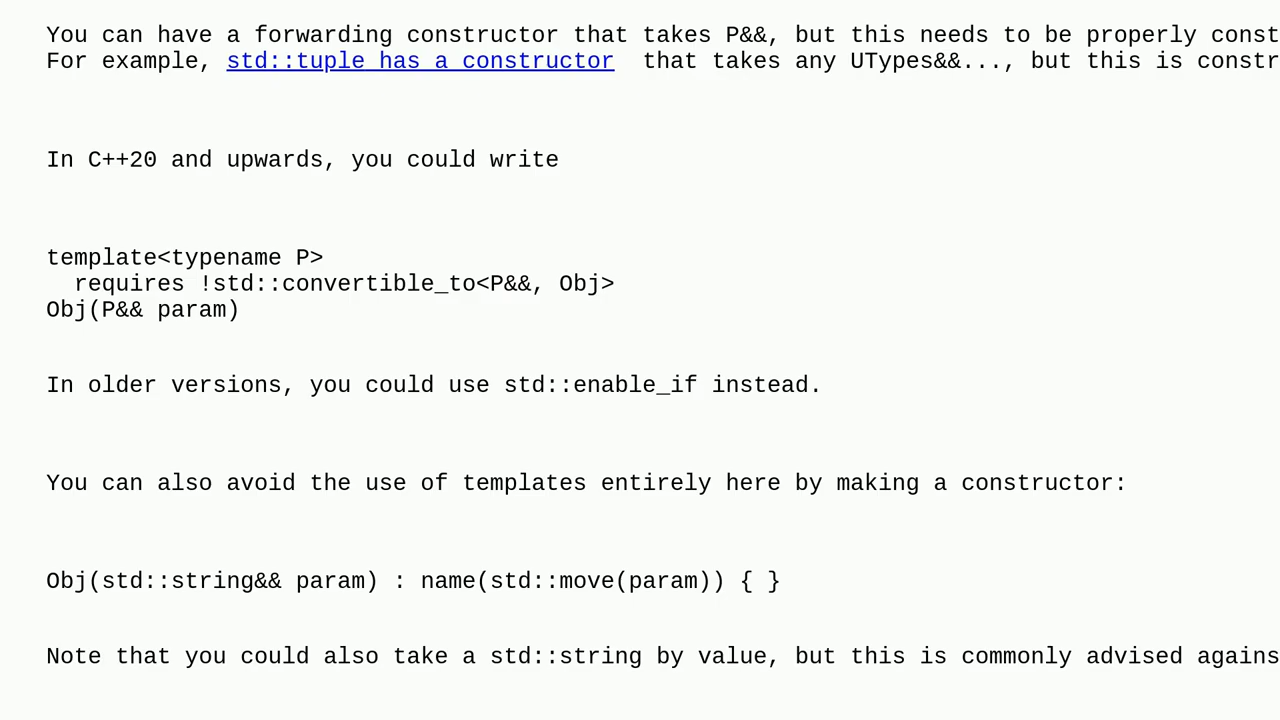 You can have a forwarding constructor that takes P&&, but this needs to be properly
For example, std::tuple has a constructor  that takes any UTypes&&..., but this is
In C++20 and upwards, you could write
template<typename P>
  requires !std::convertible_to<P&&, Obj>
Obj(P&& param)
In older versions, you could use std::enable_if instead.
You can also avoid the use of templates entirely here by making a constructor:
Obj(std::string&& param) : name(std::move(param)) { }
Note that you could also take a std::string by value, but this is commonly advised